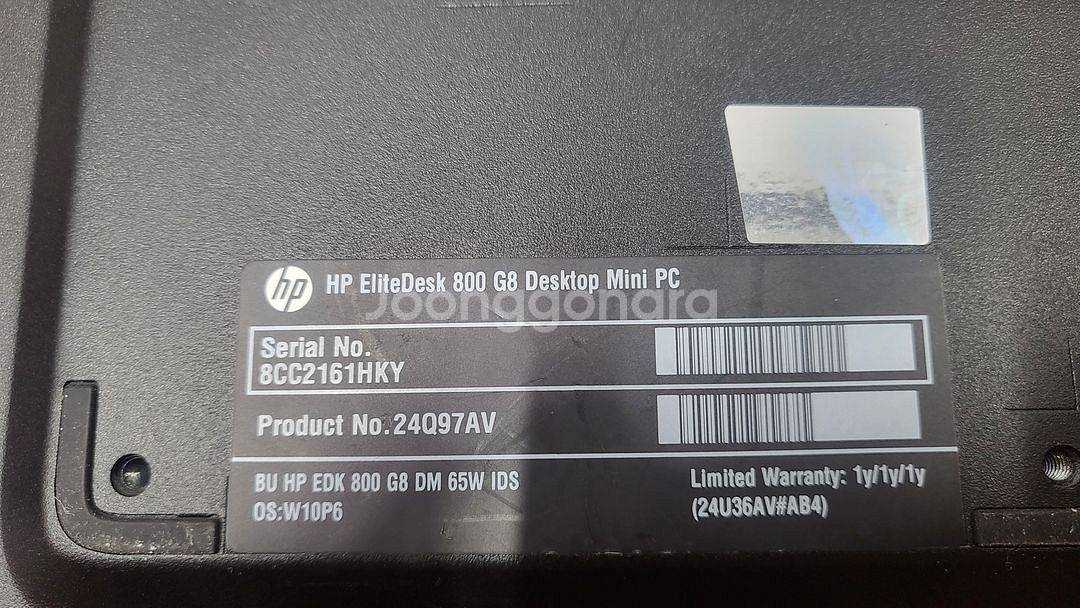 hp HP EliteDesk 800 G8 Desktop Mini PC
Joonggonara
Serial No.
8CC2161HKY
Product No.24Q97AV
BU HP EDK 800 G8 DM 65W IDS
OS:W10P6
Limited Warranty: 1y/1y/1y
(24U36AV#AB4)